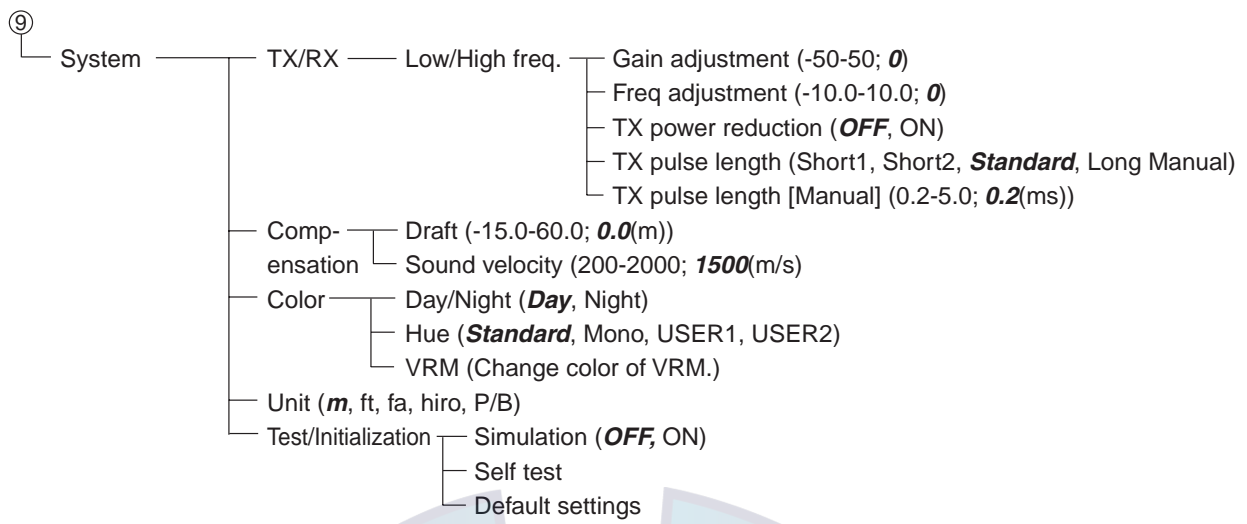 ⑨
System
TX/RX
Low/High freq.
Gain adjustment (-50-50; 0)
Freq adjustment (-10.0-10.0; 0)
TX power reduction (OFF, ON)
TX pulse length (Short1, Short2, Standard, Long Manual)
TX pulse length [Manual] (0.2-5.0; 0.2(ms))
Comp-
ensation
Draft (-15.0-60.0; 0.0(m))
Sound velocity (200-2000; 1500(m/s)
Color
Day/Night (Day, Night)
Hue (Standard, Mono, USER1, USER2)
VRM (Change color of VRM.)
Unit (m, ft, fa, hiro, P/B)
Test/Initialization
Simulation (OFF, ON)
Self test
Default settings